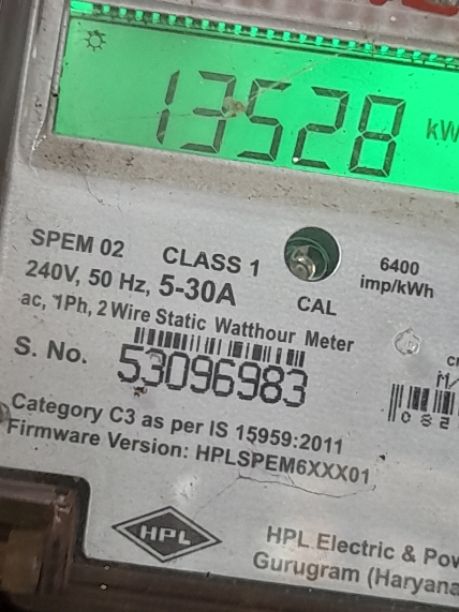 13528 kW
SPEM 02 CLASS 1
6400
imp/kWh
240V, 50 Hz, 5-30A
CAL
ac, 1Ph, 2 Wire Static Watthour Meter
S. No. 53096983
M/
082
Category C3 as per IS 15959:2011
Firmware Version: HPLSPEM6XXX01
HPL
HPL Electric & Pow
Gurugram (Haryana